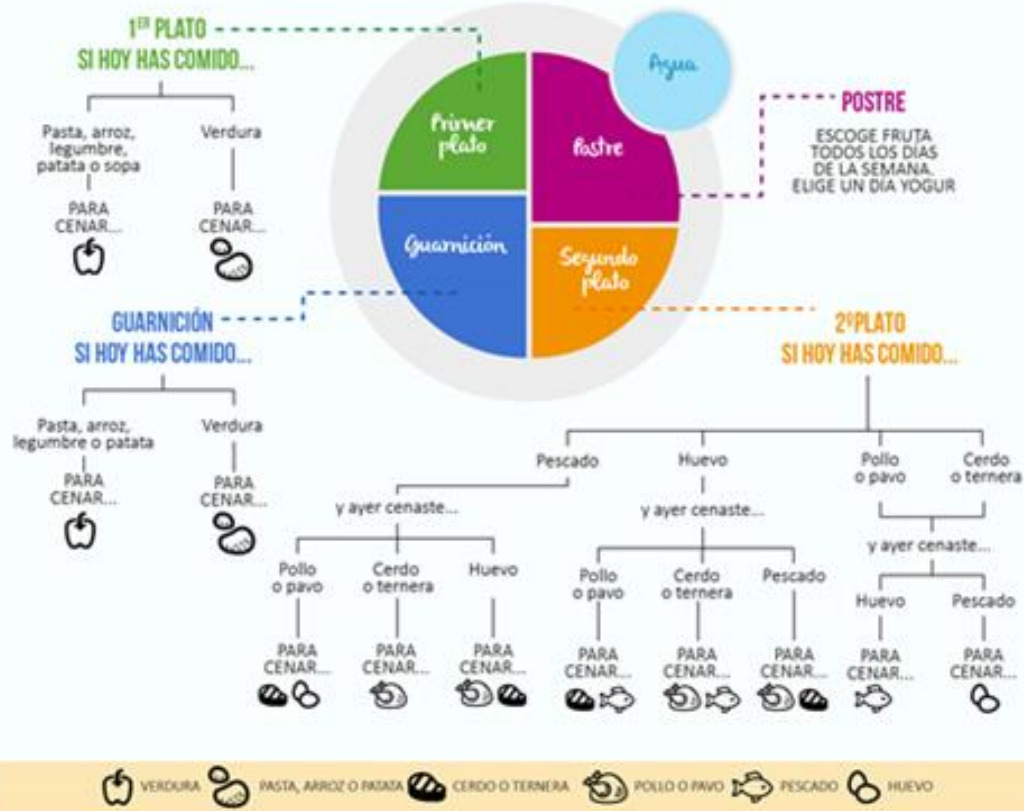 1ER PLATO
SI HOY HAS COMIDO...
Pasta, arroz,
legumbre,
patata o sopa
Verdura
PARA
CENAR...
PARA
CENAR...
Primer
plato
Postre
Agua
Guarnición
Segundo
plato
POSTRE
ESCOGE FRUTA
TODOS LOS DÍAS
DE LA SEMANA.
ELIGE UN DÍA YOGUR
GUARNICIÓN
SI HOY HAS COMIDO...
Pasta, arroz,
legumbre o patata
Verdura
PARA
CENAR...
PARA
CENAR...
2º PLATO
SI HOY HAS COMIDO...
Pescado
Huevo
Pollo
o pavo
Cerdo
o ternera
y ayer cenaste...
y ayer cenaste...
y ayer cenaste...
Pollo
o pavo
Cerdo
o ternera
Huevo
Pollo
o pavo
Cerdo
o ternera
Pescado
Huevo
Pescado
PARA
CENAR...
PARA
CENAR...
PARA
CENAR...
PARA
CENAR...
PARA
CENAR...
PARA
CENAR...
PARA
CENAR...
PARA
CENAR...
VERDURA
PASTA, ARROZ O PATATA
CERDO O TERNERA
POLLO O PAVO
PESCADO
HUEVO